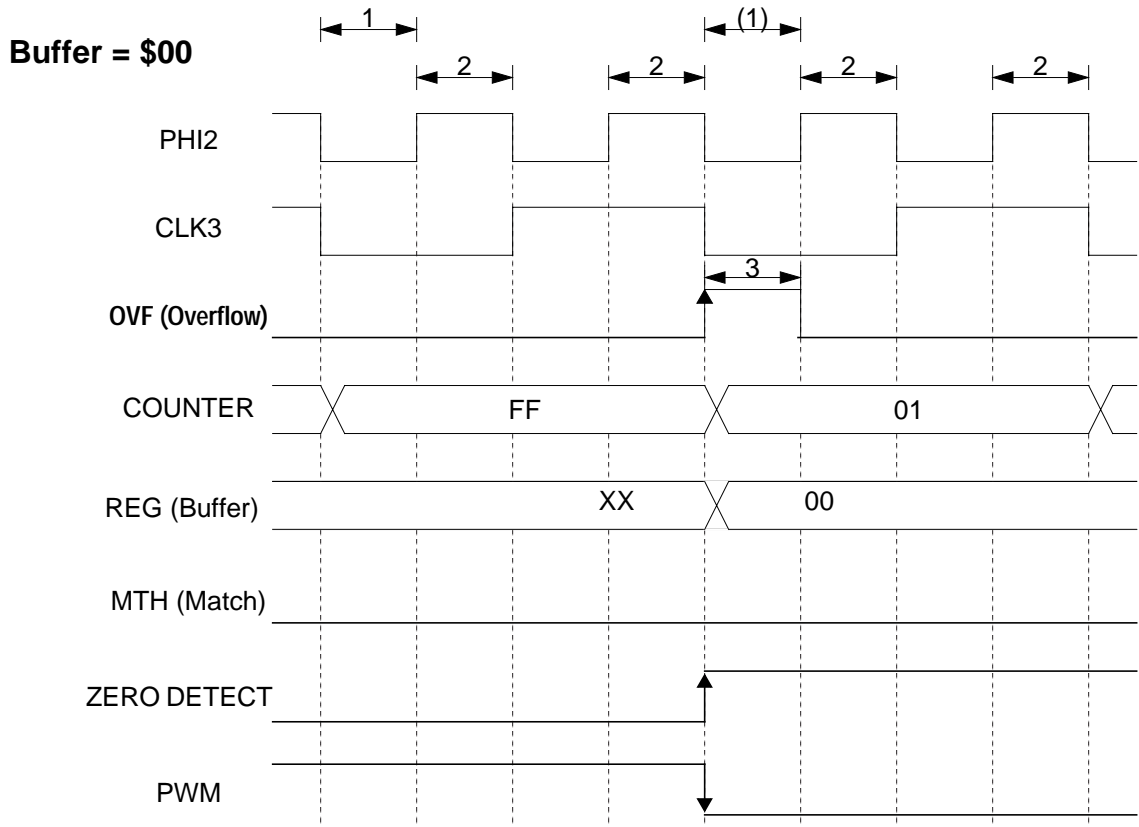 1 (1)
Buffer = $00
2 2 2 2
PHI2
CLK3
3
OVF (Overflow)
COUNTER FF 01
REG (Buffer) XX 00
MTH (Match)
ZERO DETECT
PWM